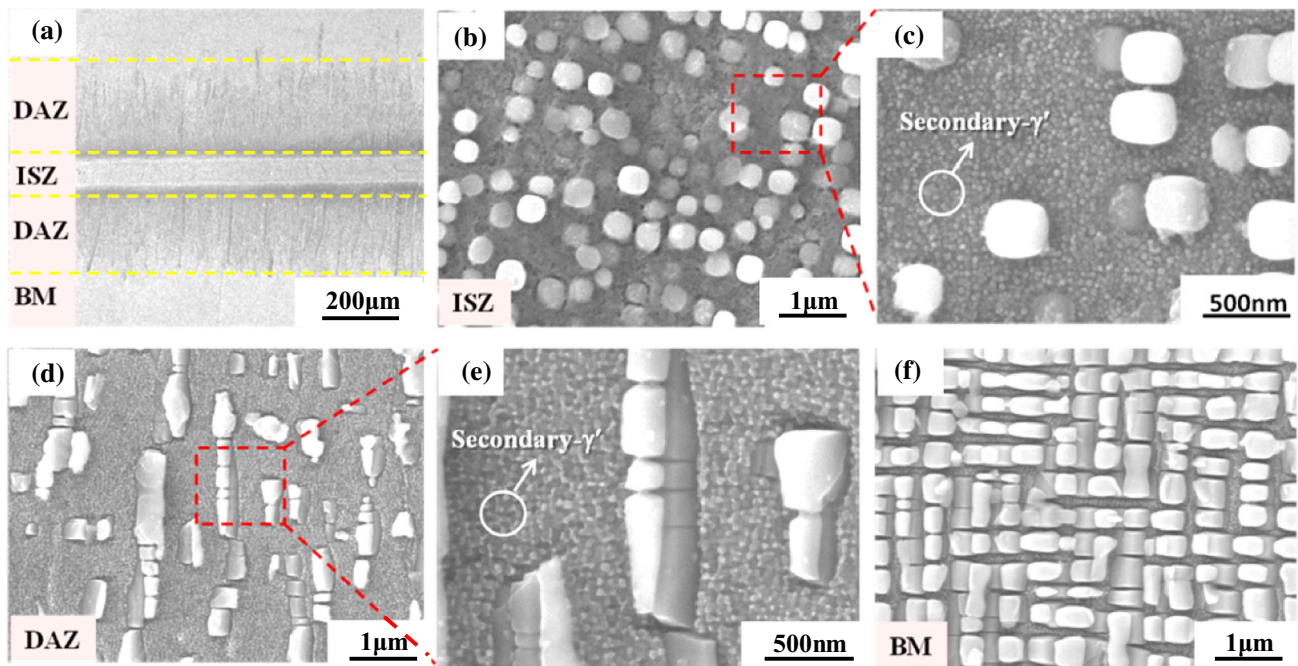 (a)
DAZ
ISZ
DAZ
BM
200μm
(b)
ISZ
1μm
(c)
Secondary-γ′
500nm
(d)
DAZ
1μm
(e)
Secondary-γ′
500nm
(f)
BM
1μm